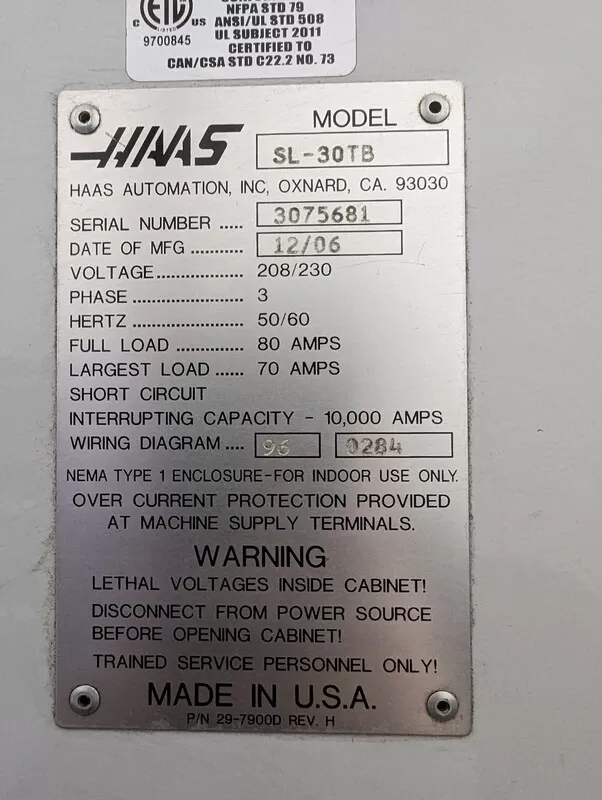 NFPA STD 79
ANSI/UL STD 508
UL SUBJECT 2011
CERTIFIED TO
CAN/CSA STD C22.2 NO. 73
ETL
LISTED
C US
9700845
HAAS
MODEL
SL-30TB
HAAS AUTOMATION, INC, OXNARD, CA. 93030
SERIAL NUMBER ..... 3075681
DATE OF MFG ........... 12/06
VOLTAGE.................. 208/230
PHASE ....................... 3
HERTZ ....................... 50/60
FULL LOAD .............. 80 AMPS
LARGEST LOAD ...... 70 AMPS
SHORT CIRCUIT
INTERRUPTING CAPACITY - 10,000 AMPS
WIRING DIAGRAM .... 96 0284
NEMA TYPE 1 ENCLOSURE-FOR INDOOR USE ONLY.
OVER CURRENT PROTECTION PROVIDED
AT MACHINE SUPPLY TERMINALS.
WARNING
LETHAL VOLTAGES INSIDE CABINET!
DISCONNECT FROM POWER SOURCE
BEFORE OPENING CABINET!
TRAINED SERVICE PERSONNEL ONLY!
MADE IN U.S.A.
P/N 29-7900D REV. H